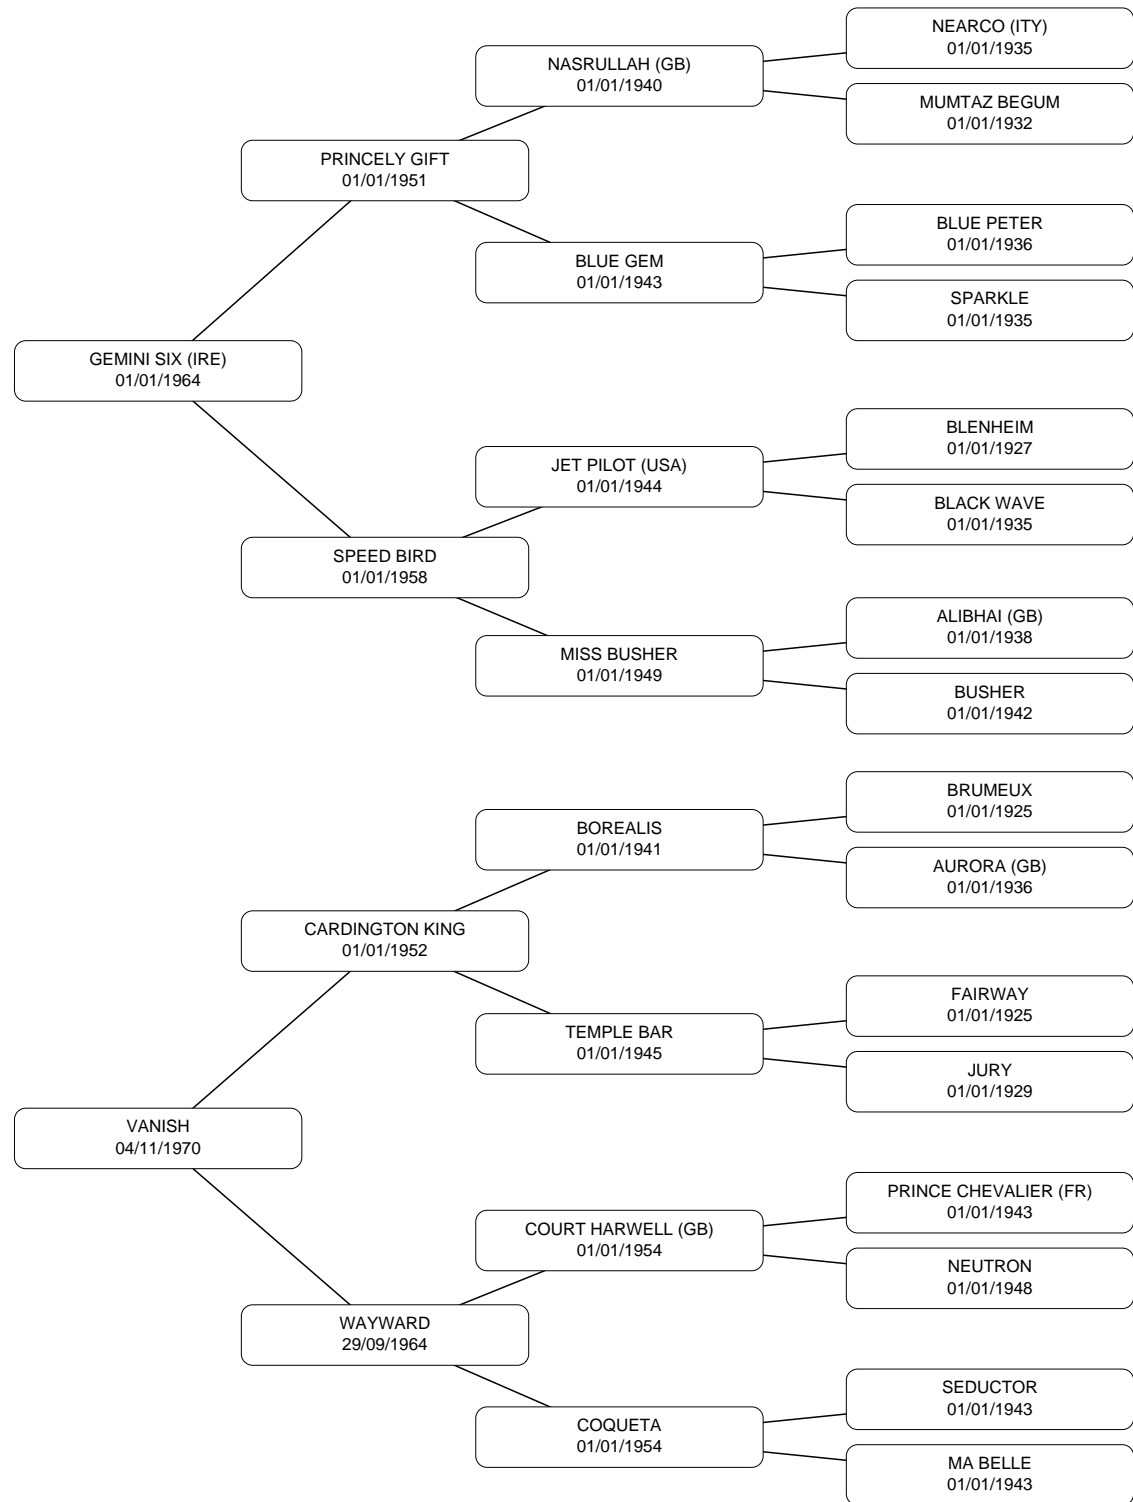 NEARCO (ITY)
01/01/1935
NASRULLAH (GB)
01/01/1940
MUMTAZ BEGUM
01/01/1932
PRINCELY GIFT
01/01/1951
BLUE PETER
01/01/1936
BLUE GEM
01/01/1943
SPARKLE
01/01/1935
GEMINI SIX (IRE)
01/01/1964
BLENHEIM
01/01/1927
JET PILOT (USA)
01/01/1944
BLACK WAVE
01/01/1935
SPEED BIRD
01/01/1958
ALIBHAI (GB)
01/01/1938
MISS BUSHER
01/01/1949
BUSHER
01/01/1942
BRUMEUX
01/01/1925
BOREALIS
01/01/1941
AURORA (GB)
01/01/1936
CARDINGTON KING
01/01/1952
FAIRWAY
01/01/1925
TEMPLE BAR
01/01/1945
JURY
01/01/1929
VANISH
04/11/1970
PRINCE CHEVALIER (FR)
01/01/1943
COURT HARWELL (GB)
01/01/1954
NEUTRON
01/01/1948
WAYWARD
29/09/1964
SEDUCTOR
01/01/1943
COQUETA
01/01/1954
MA BELLE
01/01/1943